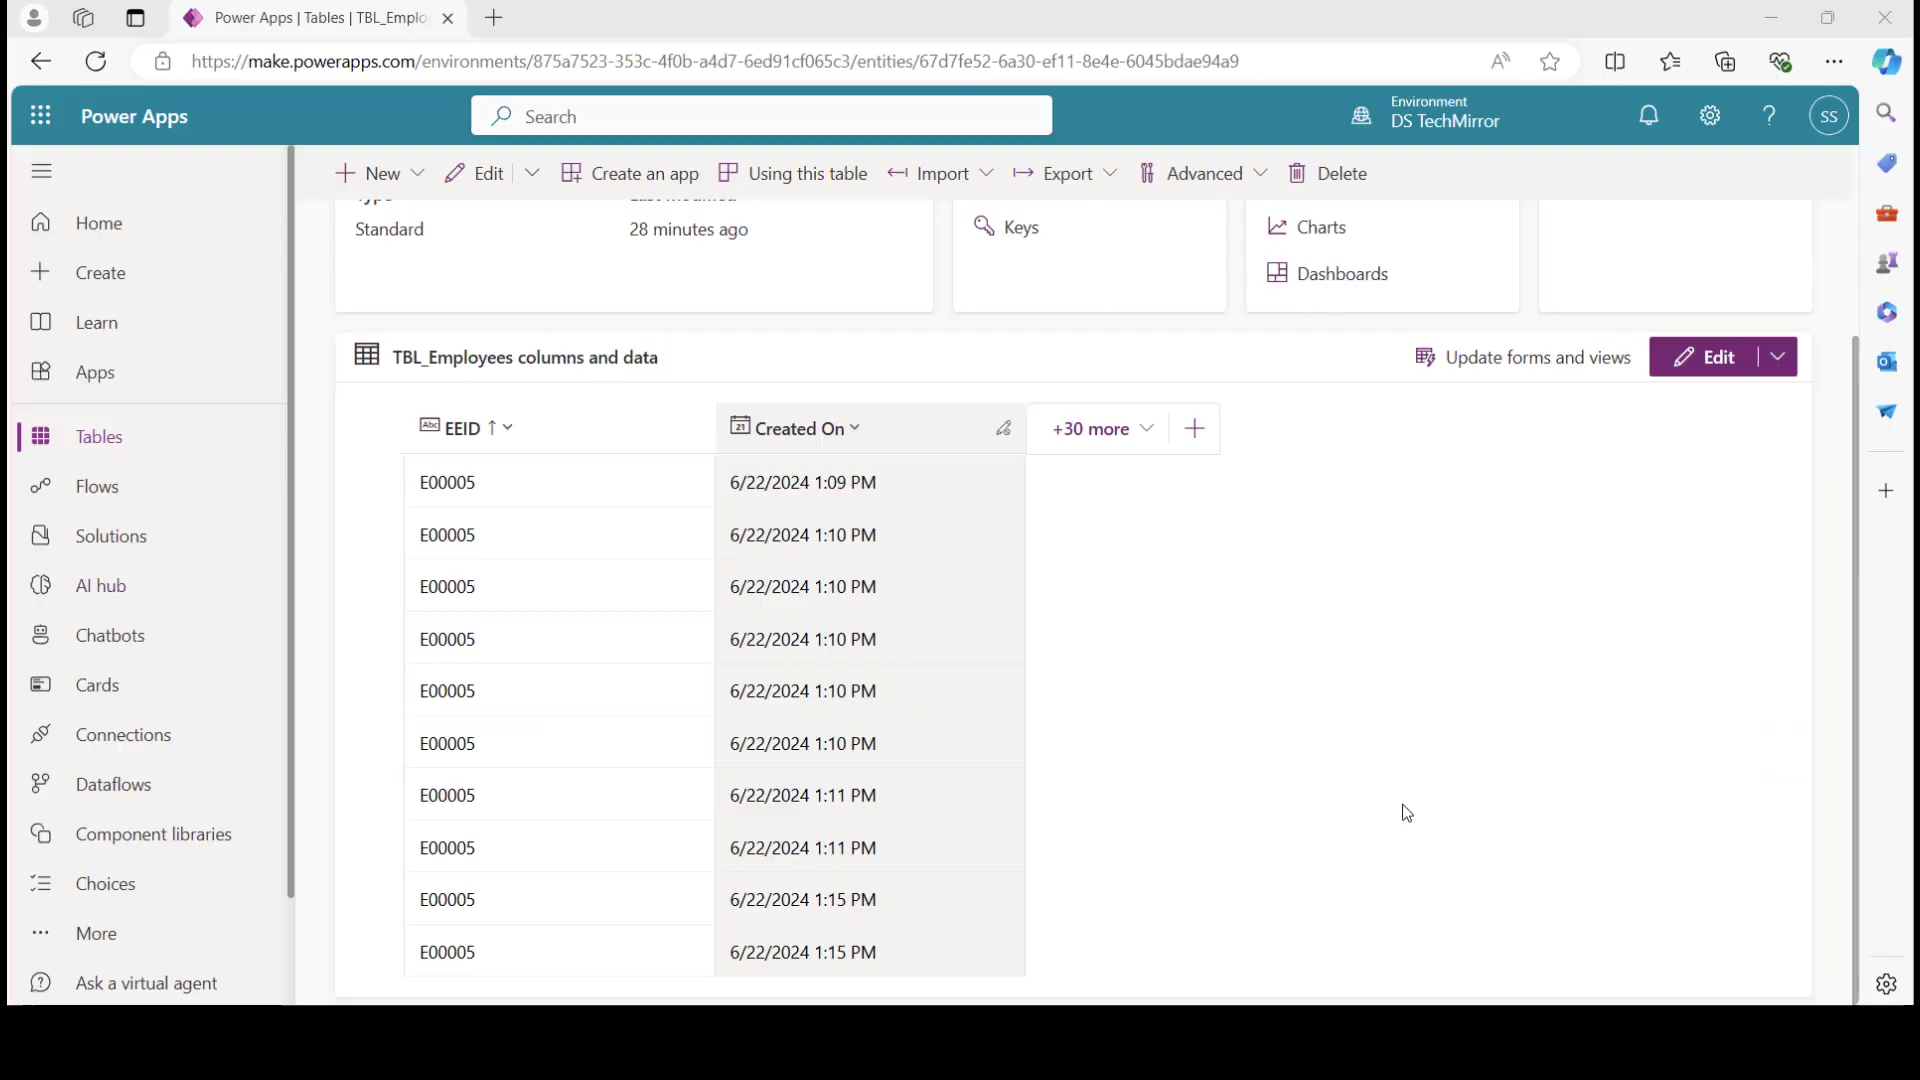 Power Apps | Tables | TBL_Emplo
https://make.powerapps.com/environments/875a7523-353c-4f0b-a4d7-6ed91cf065c3/entities/67d7fe52-6a30-ef11-8e4e-6045bdae94a9
Power Apps
Search
Environment
DS TechMirror
SS
New
Edit
Create an app
Using this table
Import
Export
Advanced
Delete
Home
Create
Learn
Apps
Tables
Flows
Solutions
AI hub
Chatbots
Cards
Connections
Dataflows
Component libraries
Choices
More
Ask a virtual agent
Type Last modified
Standard 28 minutes ago
Keys
Charts
Dashboards
TBL_Employees columns and data
Update forms and views
Edit
Abc EEID ↑ 21 Created On +30 more
E00005 6/22/2024 1:09 PM
E00005 6/22/2024 1:10 PM
E00005 6/22/2024 1:10 PM
E00005 6/22/2024 1:10 PM
E00005 6/22/2024 1:10 PM
E00005 6/22/2024 1:10 PM
E00005 6/22/2024 1:11 PM
E00005 6/22/2024 1:11 PM
E00005 6/22/2024 1:15 PM
E00005 6/22/2024 1:15 PM